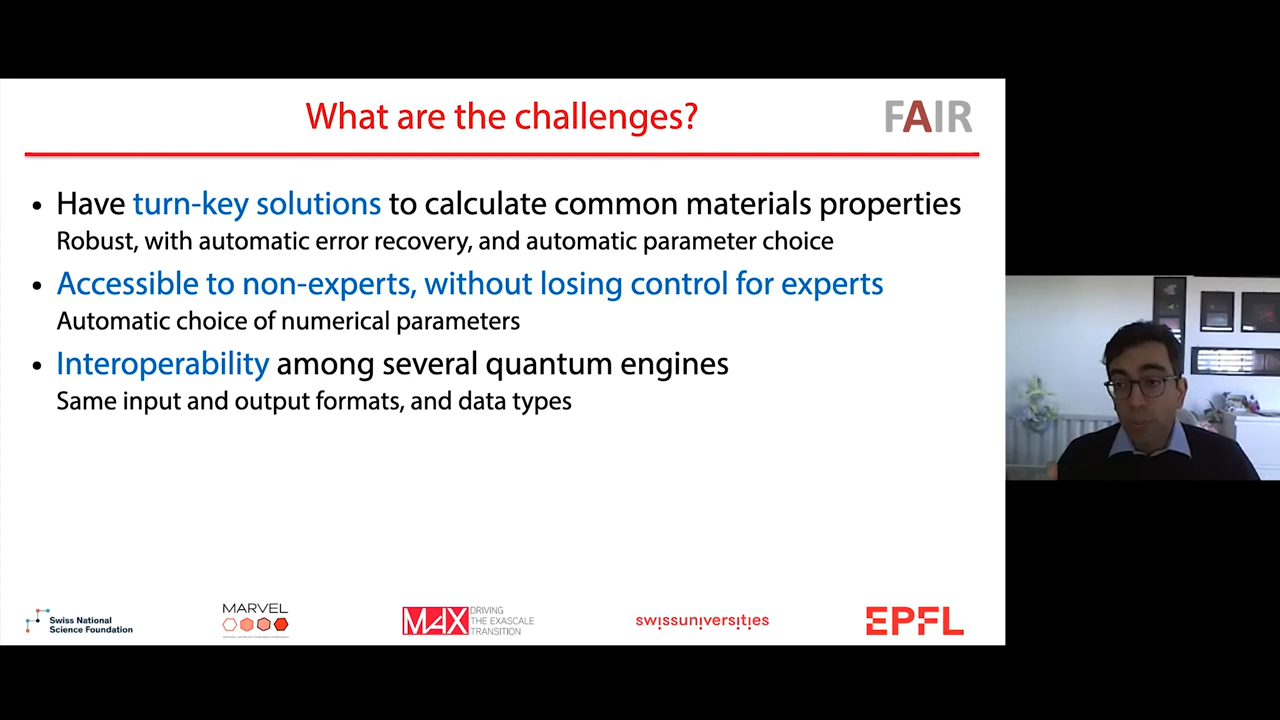 What are the challenges?
FAIR
• Have turn-key solutions to calculate common materials properties
Robust, with automatic error recovery, and automatic parameter choice
• Accessible to non-experts, without losing control for experts
Automatic choice of numerical parameters
• Interoperability among several quantum engines
Same input and output formats, and data types
Swiss National
Science Foundation
MARVEL
MAX
DRIVING
THE EXASCALE
TRANSITION
swissuniversities
EPFL